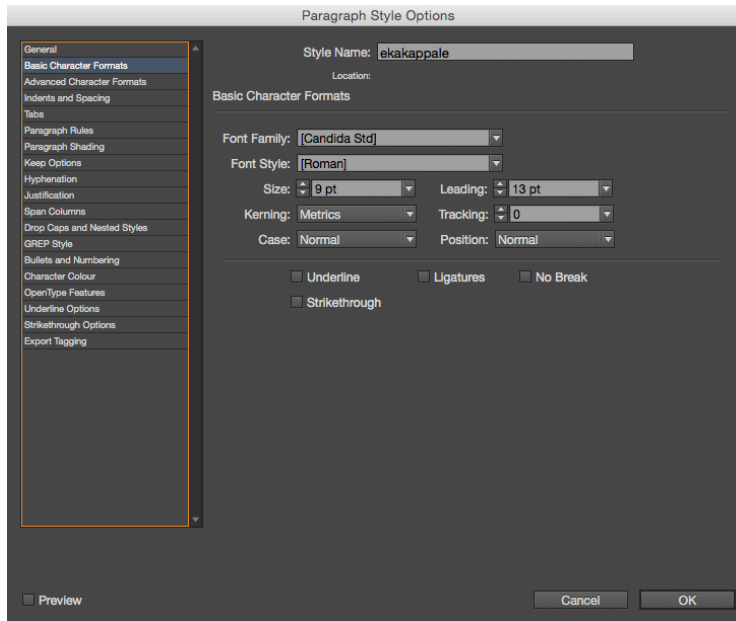 Paragraph Style Options
General
Basic Character Formats
Advanced Character Formats
Indents and Spacing
Tabs
Paragraph Rules
Paragraph Shading
Keep Options
Hyphenation
Justification
Span Columns
Drop Caps and Nested Styles
GREP Style
Bullets and Numbering
Character Colour
OpenType Features
Underline Options
Strikethrough Options
Export Tagging
Style Name: ekakappale
Location:
Basic Character Formats
Font Family: [Candida Std]
Font Style: [Roman]
Size: 9 pt Leading: 13 pt
Kerning: Metrics Tracking: 0
Case: Normal Position: Normal
Underline Ligatures No Break
Strikethrough
Preview Cancel OK